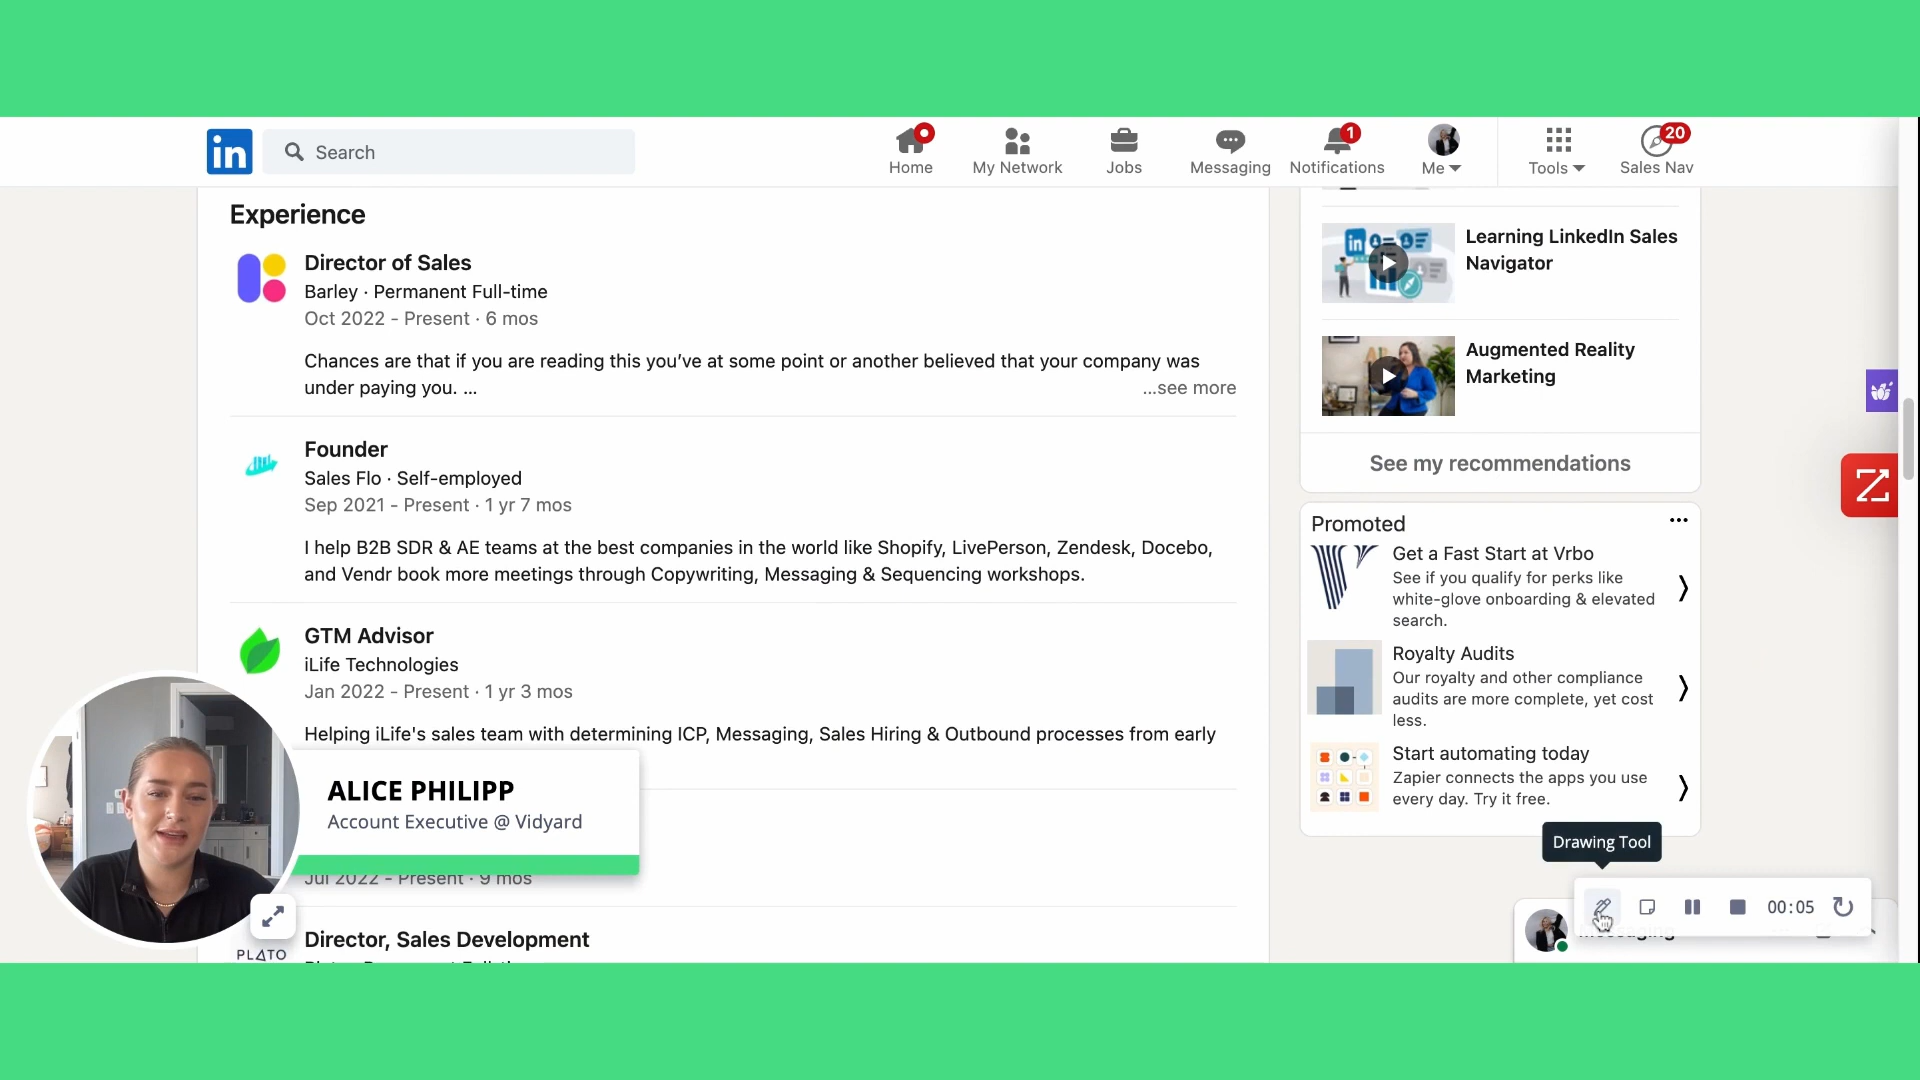 in
Search
Home
My Network
Jobs
Messaging
1
Notifications
Me
Tools
20
Sales Nav
Experience
Director of Sales
Barley · Permanent Full-time
Oct 2022 - Present · 6 mos
Chances are that if you are reading this you’ve at some point or another believed that your company was
under paying you. ...
...see more
Founder
Sales Flo · Self-employed
Sep 2021 - Present · 1 yr 7 mos
I help B2B SDR & AE teams at the best companies in the world like Shopify, LivePerson, Zendesk, Docebo,
and Vendr book more meetings through Copywriting, Messaging & Sequencing workshops.
GTM Advisor
iLife Technologies
Jan 2022 - Present · 1 yr 3 mos
Helping iLife's sales team with determining ICP, Messaging, Sales Hiring & Outbound processes from early
ALICE PHILIPP
Account Executive @ Vidyard
Jul 2022 - Present · 9 mos
Director, Sales Development
PLATO
Learning LinkedIn Sales
Navigator
Augmented Reality
Marketing
See my recommendations
Promoted
Get a Fast Start at Vrbo
See if you qualify for perks like
white-glove onboarding & elevated
search.
Royalty Audits
Our royalty and other compliance
audits are more complete, yet cost
less.
Start automating today
Zapier connects the apps you use
every day. Try it free.
Drawing Tool
00:05
Messaging